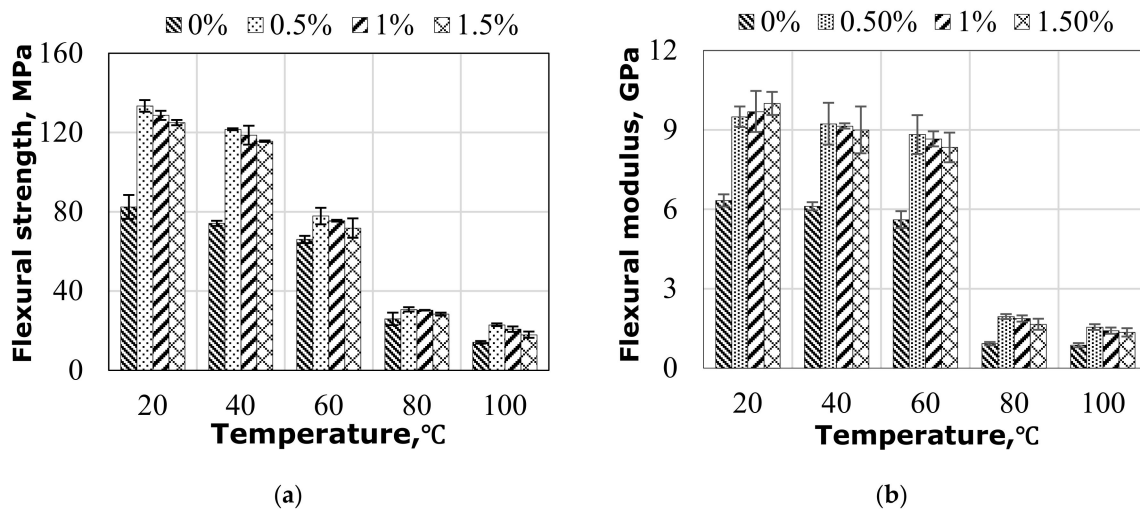 0% 0.5% 1% 1.5%
160
120
80
40
0
Flexural strength, MPa
20 40 60 80 100
Temperature,℃
(a)
0% 0.50% 1% 1.50%
12
9
6
3
0
Flexural modulus, GPa
20 40 60 80 100
Temperature,℃
(b)